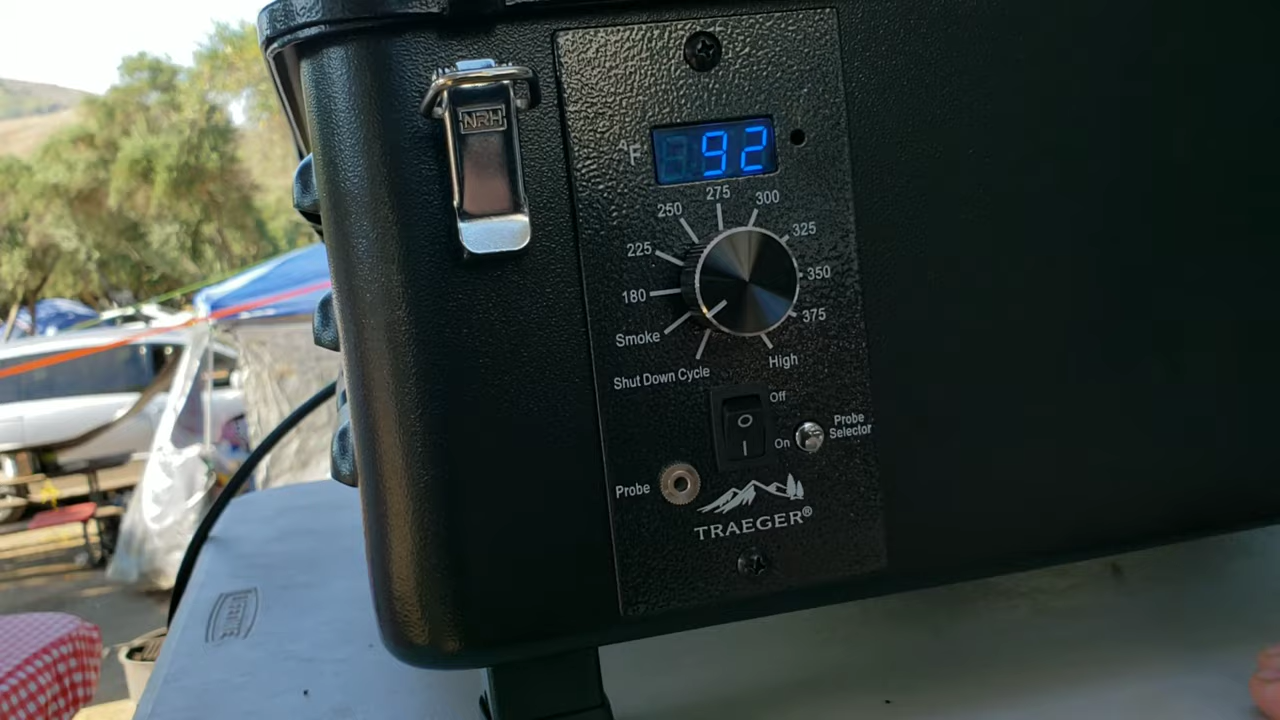 NRH
°F
92
275
250
300
225
325
180
350
Smoke
375
High
Shut Down Cycle
Off
On
Probe
Selector
Probe
TRAEGER®